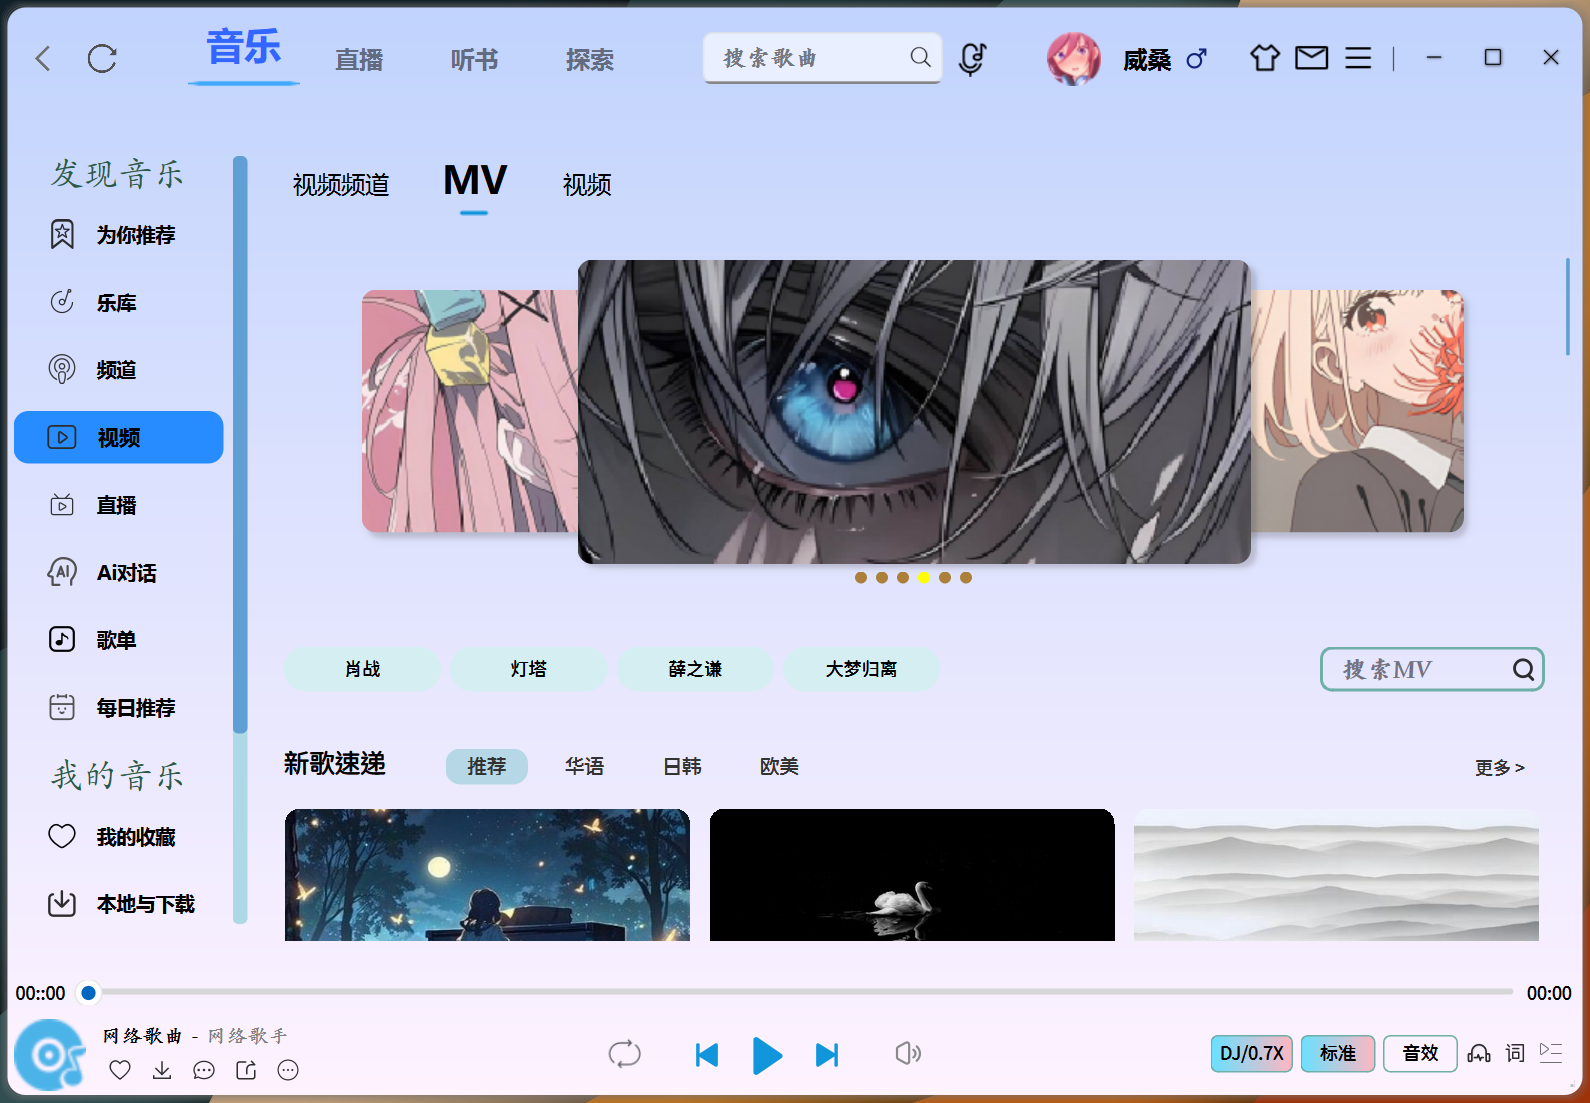 音乐
直播
听书
探索
搜索歌曲
威桑
发现音乐
为你推荐
乐库
频道
视频
直播
Ai对话
歌单
每日推荐
我的音乐
我的收藏
本地与下载
视频频道
MV
视频
肖战
灯塔
薛之谦
大梦归离
搜索MV
新歌速递
推荐
华语
日韩
欧美
更多 >
00::00
00:00
网络歌曲 - 网络歌手
DJ/0.7X
标准
音效
词